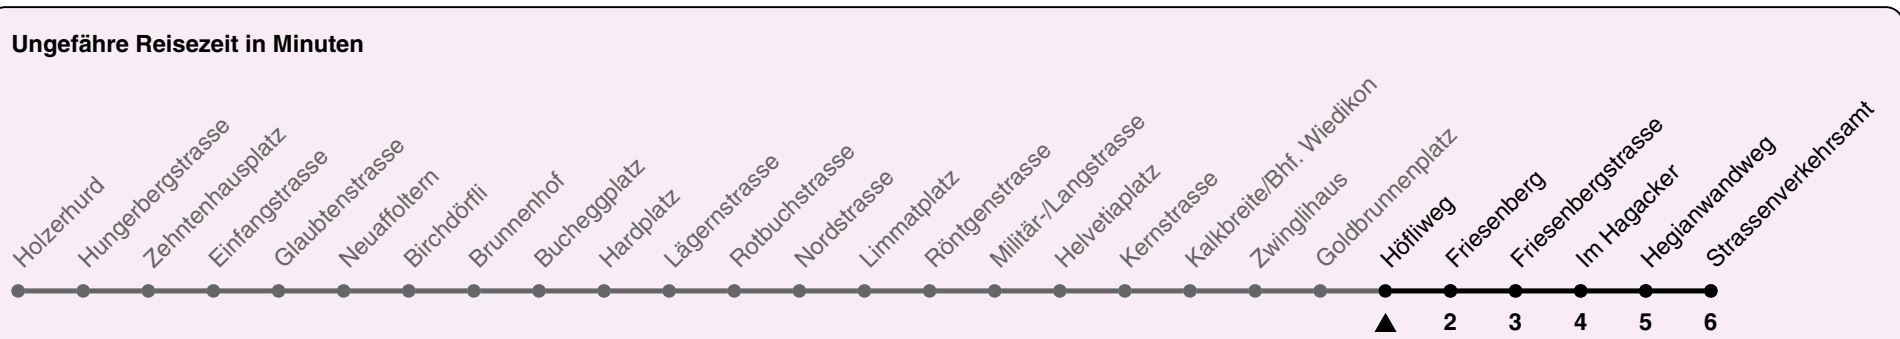 Ungefähre Reisezeit in Minuten
Holzerhurd
Hungerbergstrasse
Zehntenhausplatz
Einfangstrasse
Glaubtenstrasse
Neuaffoltern
Birchdörfli
Brunnenhof
Bucheggplatz
Hardplatz
Lägernstrasse
Rotbuchstrasse
Nordstrasse
Limmatplatz
Röntgenstrasse
Militär-/Langstrasse
Helvetiaplatz
Kernstrasse
Kalkbreite/Bhf. Wiedikon
Zwinglihaus
Goldbrunnenplatz
Höfliweg
Friesenberg
Friesenbergstrasse
Im Hagacker
Hegianwandweg
Strassenverkehrsamt
2 3 4 5 6